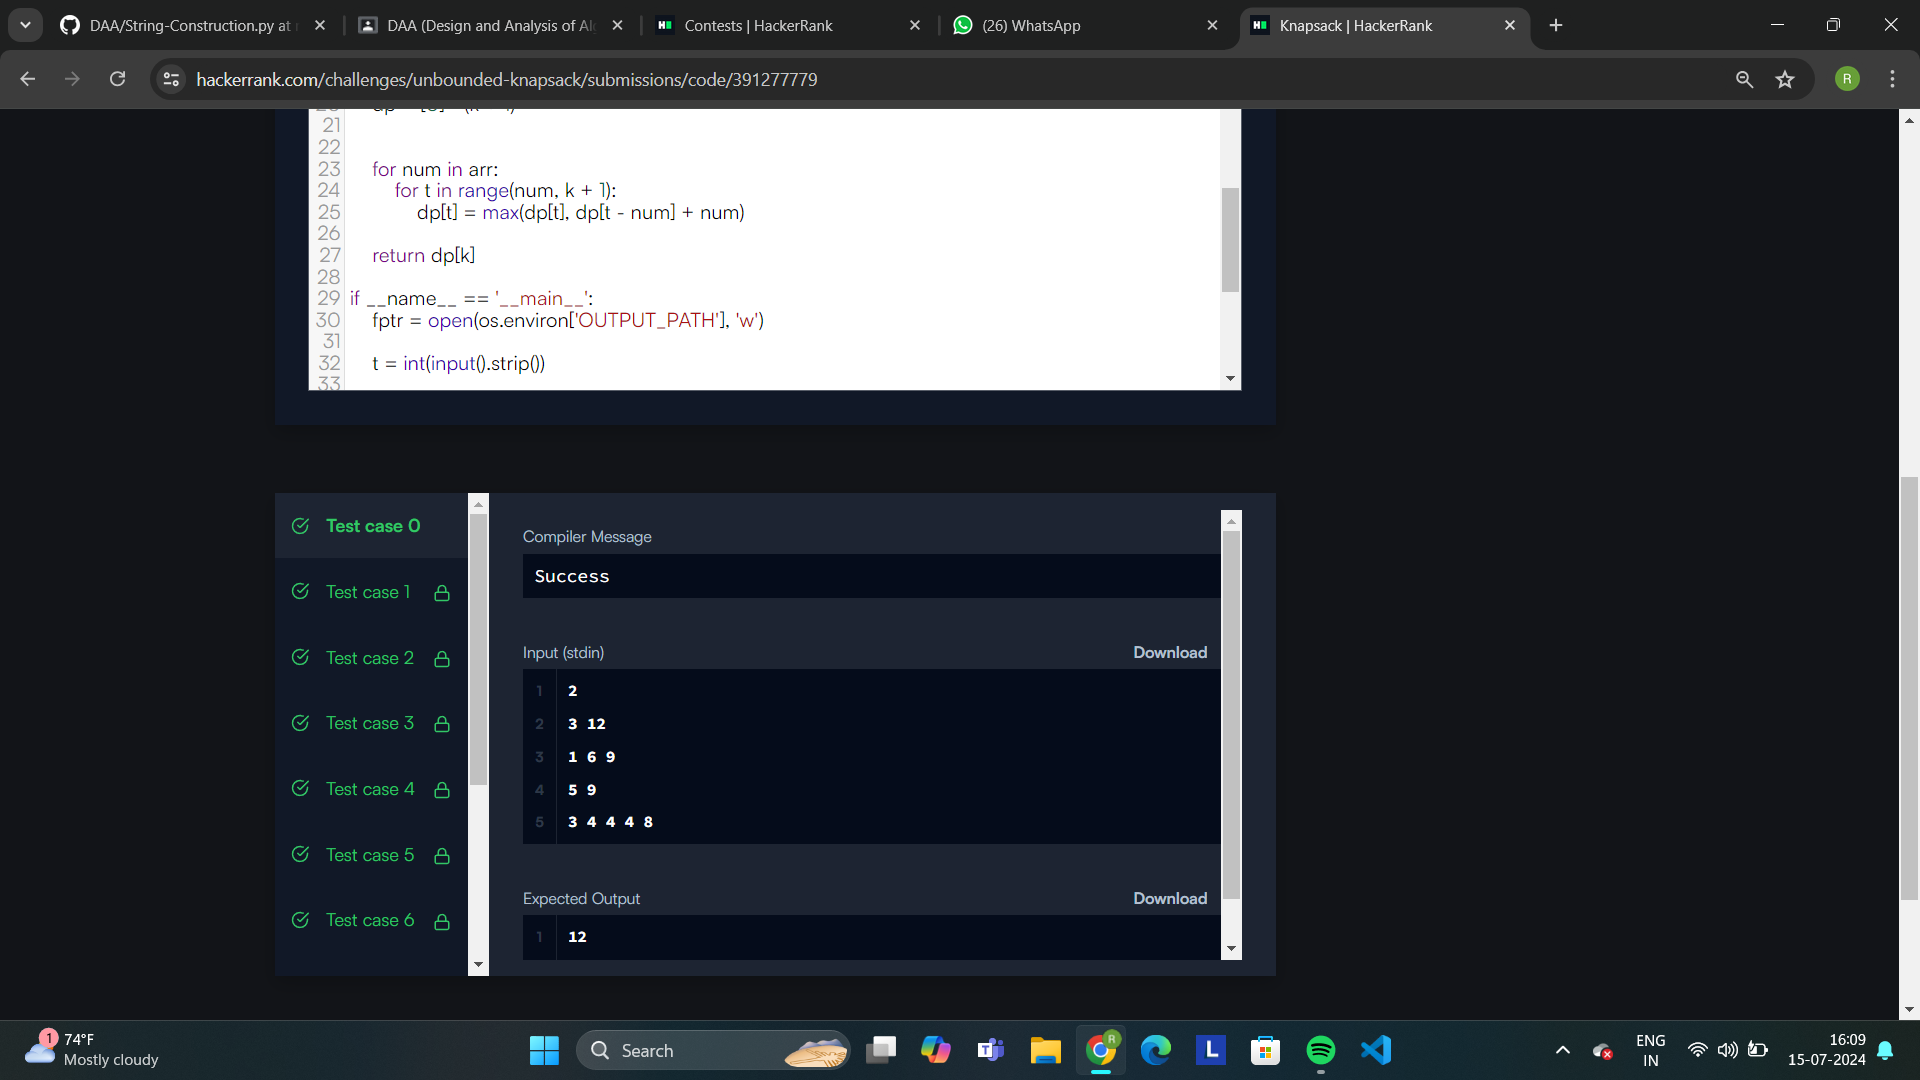 DAA/String-Construction.py at
DAA (Design and Analysis of Al
Contests | HackerRank
(26) WhatsApp
Knapsack | HackerRank
hackerrank.com/challenges/unbounded-knapsack/submissions/code/391277779
R
21
22
23 for num in arr:
24 for t in range(num, k + 1):
25 dp[t] = max(dp[t], dp[t - num] + num)
26
27 return dp[k]
28
29 if __name__ == '__main__':
30 fptr = open(os.environ['OUTPUT_PATH'], 'w')
31
32 t = int(input().strip())
33
Test case 0
Test case 1
Test case 2
Test case 3
Test case 4
Test case 5
Test case 6
Compiler Message
Success
Input (stdin)
Download
1 2
2 3 12
3 1 6 9
4 5 9
5 3 4 4 4 8
Expected Output
Download
1 12
1
74°F
Mostly cloudy
Search
R
L
ENG
IN
16:09
15-07-2024